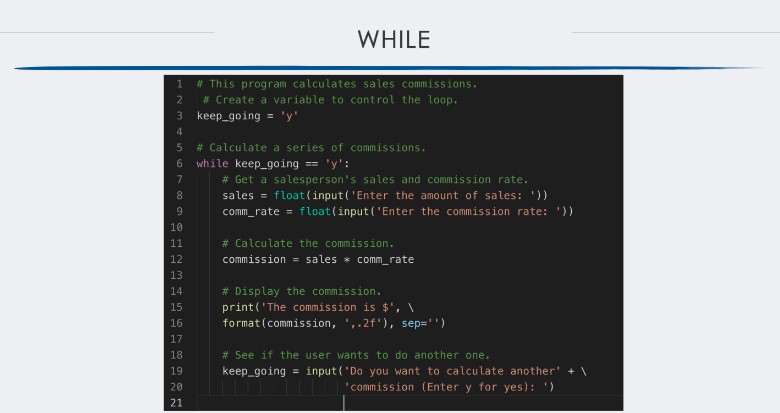 WHILE
1 # This program calculates sales commissions.
2  # Create a variable to control the loop.
3 keep_going = 'y'
4
5 # Calculate a series of commissions.
6 while keep_going == 'y':
7     # Get a salesperson's sales and commission rate.
8     sales = float(input('Enter the amount of sales: '))
9     comm_rate = float(input('Enter the commission rate: '))
10
11     # Calculate the commission.
12     commission = sales * comm_rate
13
14     # Display the commission.
15     print('The commission is $', \
16     format(commission, ',.2f'), sep='')
17
18     # See if the user wants to do another one.
19     keep_going = input('Do you want to calculate another' + \
20                        'commission (Enter y for yes): ')
21